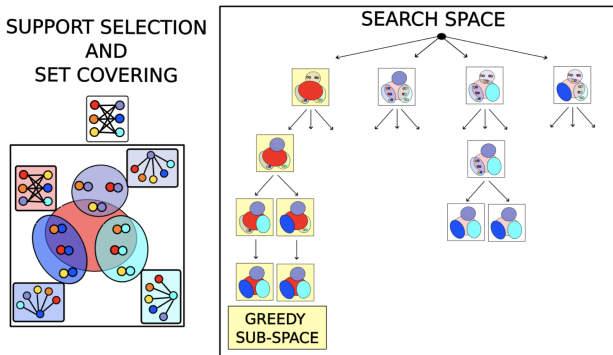 SUPPORT SELECTION
AND
SET COVERING
SEARCH SPACE
GREEDY
SUB-SPACE